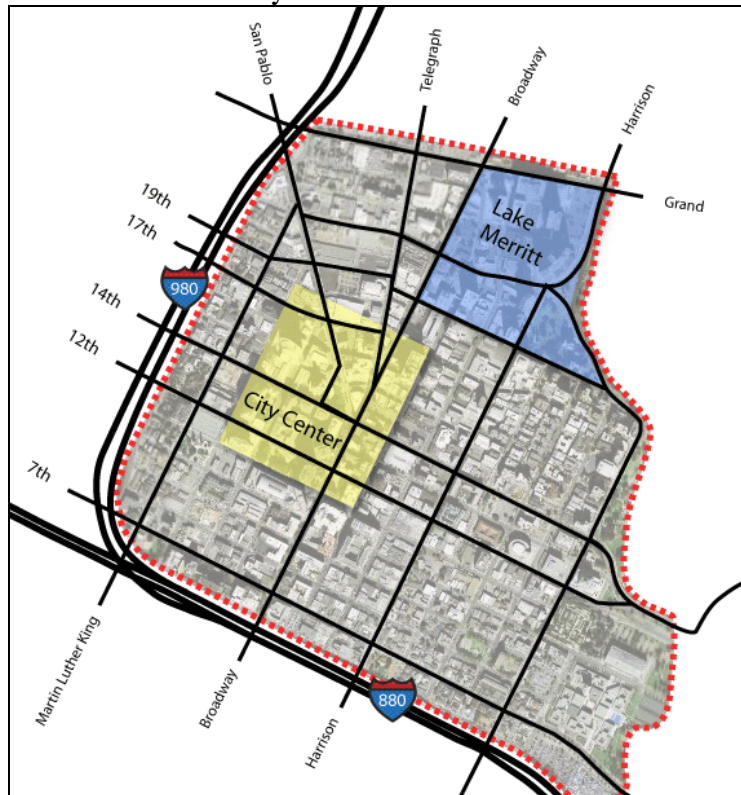 San Pablo
Telegraph
Broadway
Harrison
Grand
19th
17th
14th
12th
7th
980
Lake
Merritt
City Center
Martin Luther King
Broadway
Harrison
880